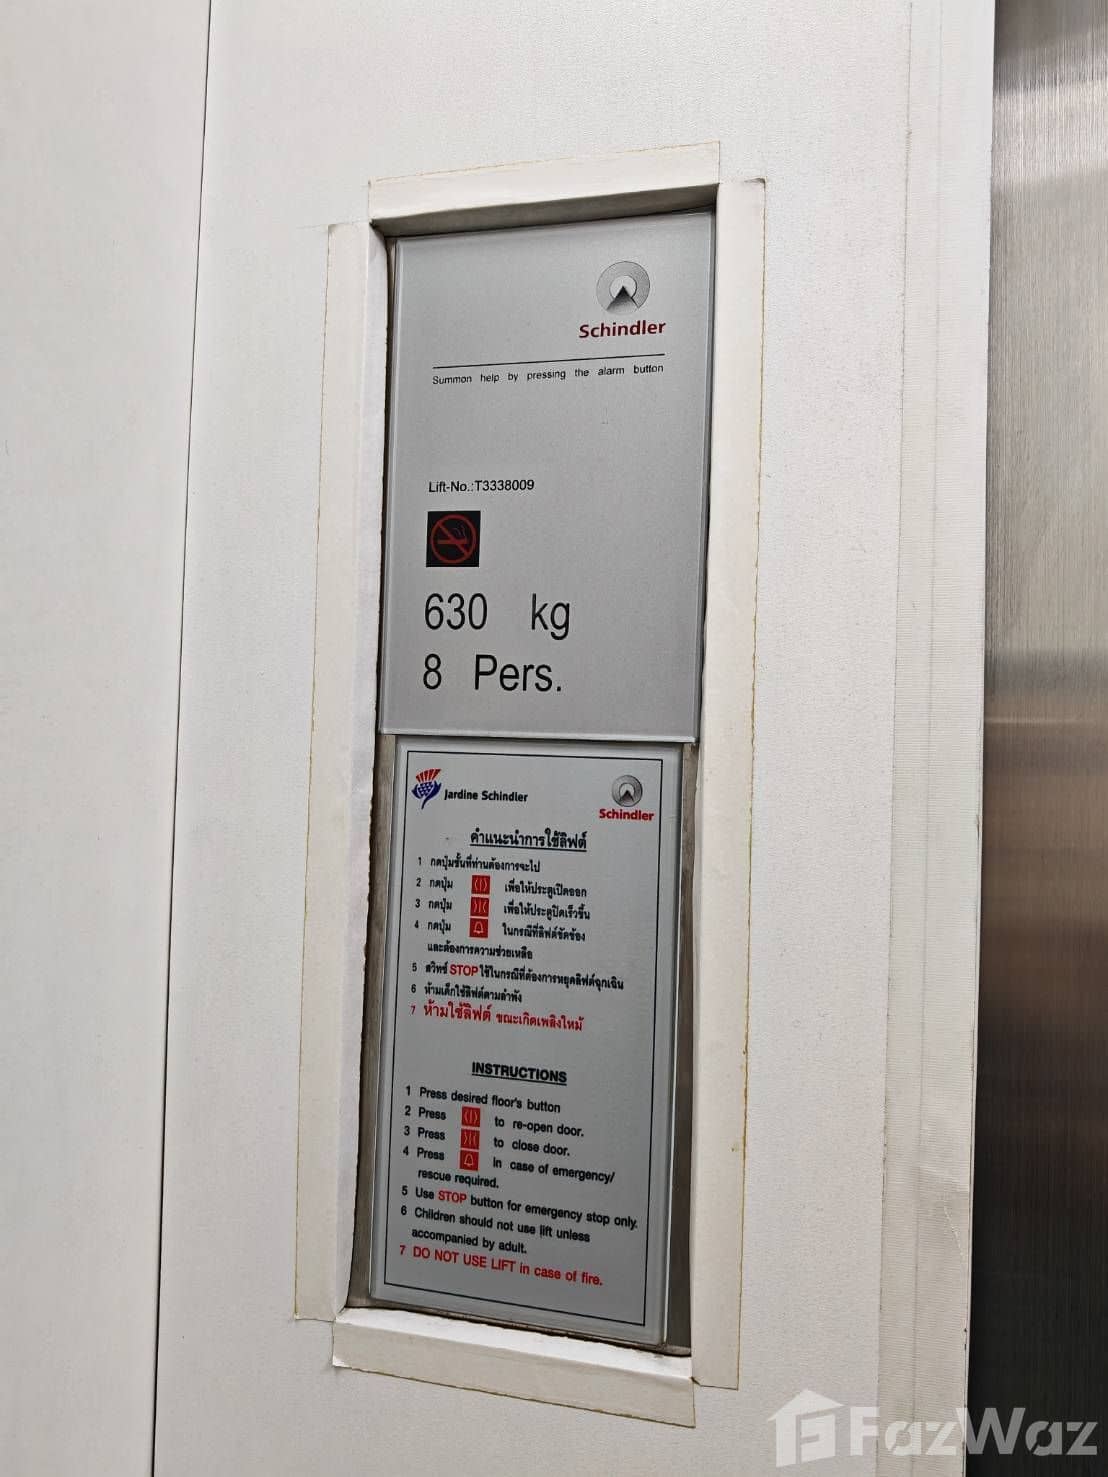 Schindler
Summon help by pressing the alarm button
Lift-No.:T3338009
630 kg
8 Pers.
Jardine Schindler
Schindler
คำแนะนำการใช้ลิฟต์
1 กดปุ่มชั้นที่ท่านต้องการจะไป
2 กดปุ่ม เพื่อให้ประตูเปิดออก
3 กดปุ่ม เพื่อให้ประตูปิดเร็วขึ้น
4 กดปุ่ม ในกรณีที่ลิฟต์ขัดข้อง
และต้องการความช่วยเหลือ
5 สวิทช์ STOP ใช้ในกรณีที่ต้องการหยุดลิฟต์ฉุกเฉิน
6 ห้ามเด็กใช้ลิฟต์ตามลำพัง
7 ห้ามใช้ลิฟต์ ขณะเกิดเพลิงไหม้
INSTRUCTIONS
1 Press desired floor's button
2 Press to re-open door.
3 Press to close door.
4 Press in case of emergency/
rescue required.
5 Use STOP button for emergency stop only.
6 Children should not use lift unless
accompanied by adult.
7 DO NOT USE LIFT in case of fire.
FazWaz